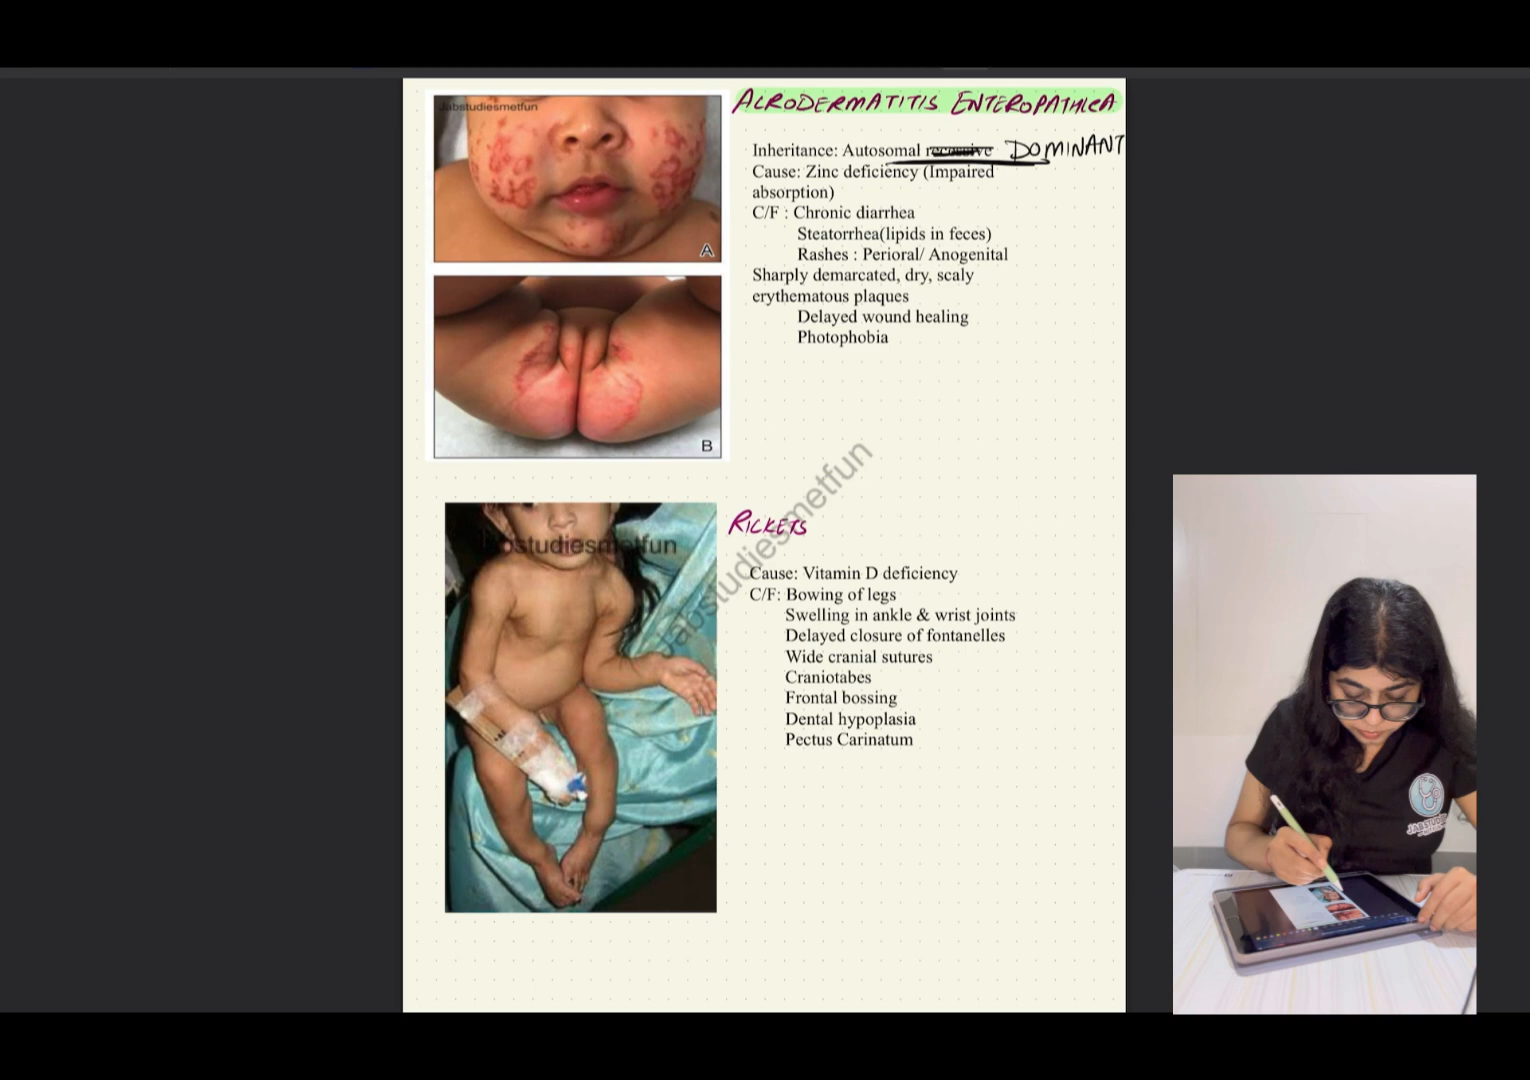 Jabstudiesmetfun
A
B
ACRODERMATITIS ENTEROPATHICA
Inheritance: Autosomal recessive DOMINANT
Cause: Zinc deficiency (Impaired
absorption)
C/F : Chronic diarrhea
Steatorrhea(lipids in feces)
Rashes : Perioral/ Anogenital
Sharply demarcated, dry, scaly
erythematous plaques
Delayed wound healing
Photophobia
Jabstudiesmetfun
Jabstudiesmetfun
RICKETS
Cause: Vitamin D deficiency
C/F: Bowing of legs
Swelling in ankle & wrist joints
Delayed closure of fontanelles
Wide cranial sutures
Craniotabes
Frontal bossing
Dental hypoplasia
Pectus Carinatum